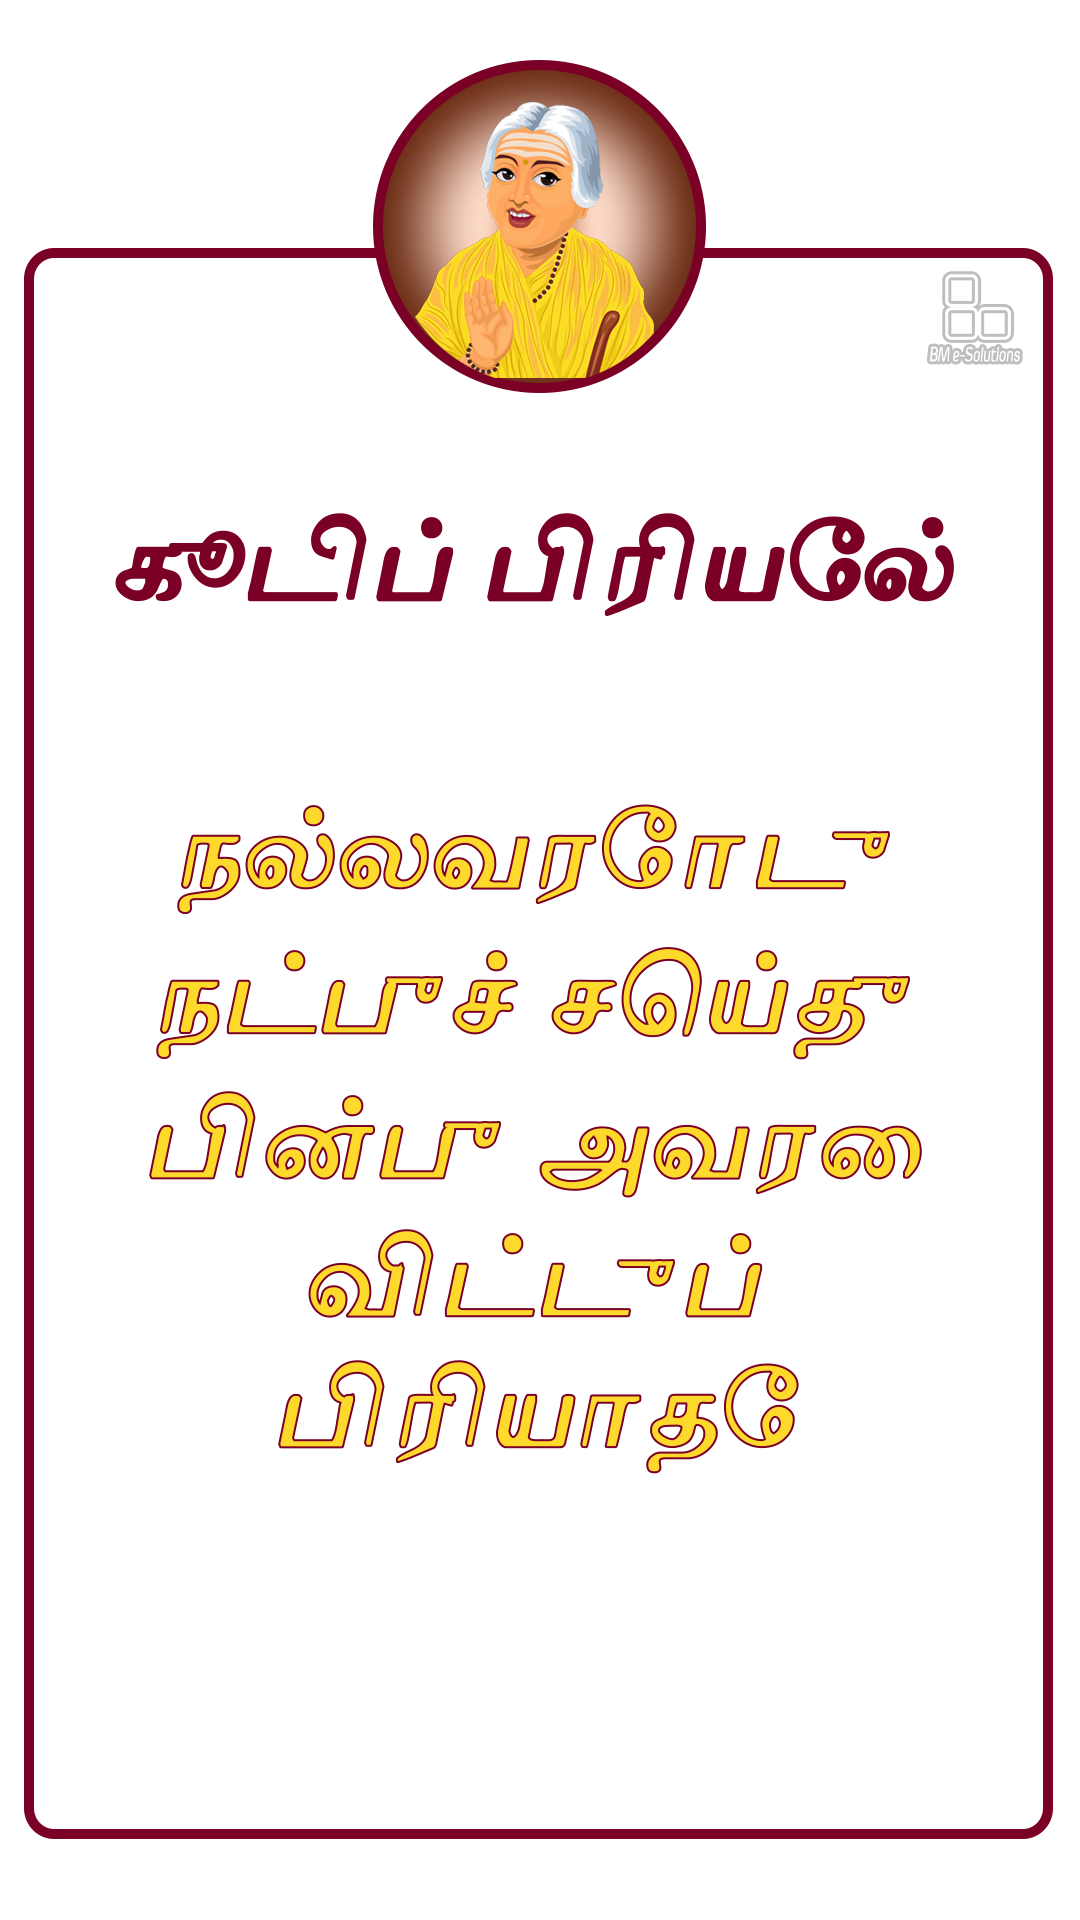 கூடிப் பிரியேல்
நல்லவரோடு
நட்புச் செய்து
பின்பு அவரை
விட்டுப்
பிரியாதே
BM e-Solutions